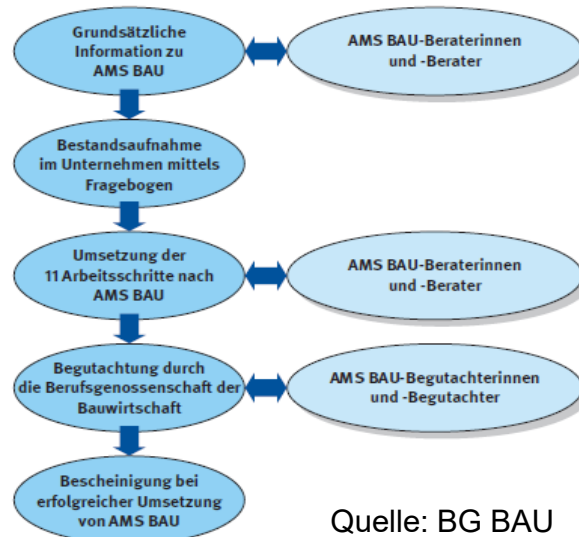 Grundsätzliche
Information zu
AMS BAU
AMS BAU-Beraterinnen
und -Berater
Bestandsaufnahme
im Unternehmen mittels
Fragebogen
Umsetzung der
11 Arbeitsschritte nach
AMS BAU
AMS BAU-Beraterinnen
und -Berater
Begutachtung durch
die Berufsgenossenschaft der
Bauwirtschaft
AMS BAU-Begutachterinnen
und -Begutachter
Bescheinigung bei
erfolgreicher Umsetzung
von AMS BAU
Quelle: BG BAU